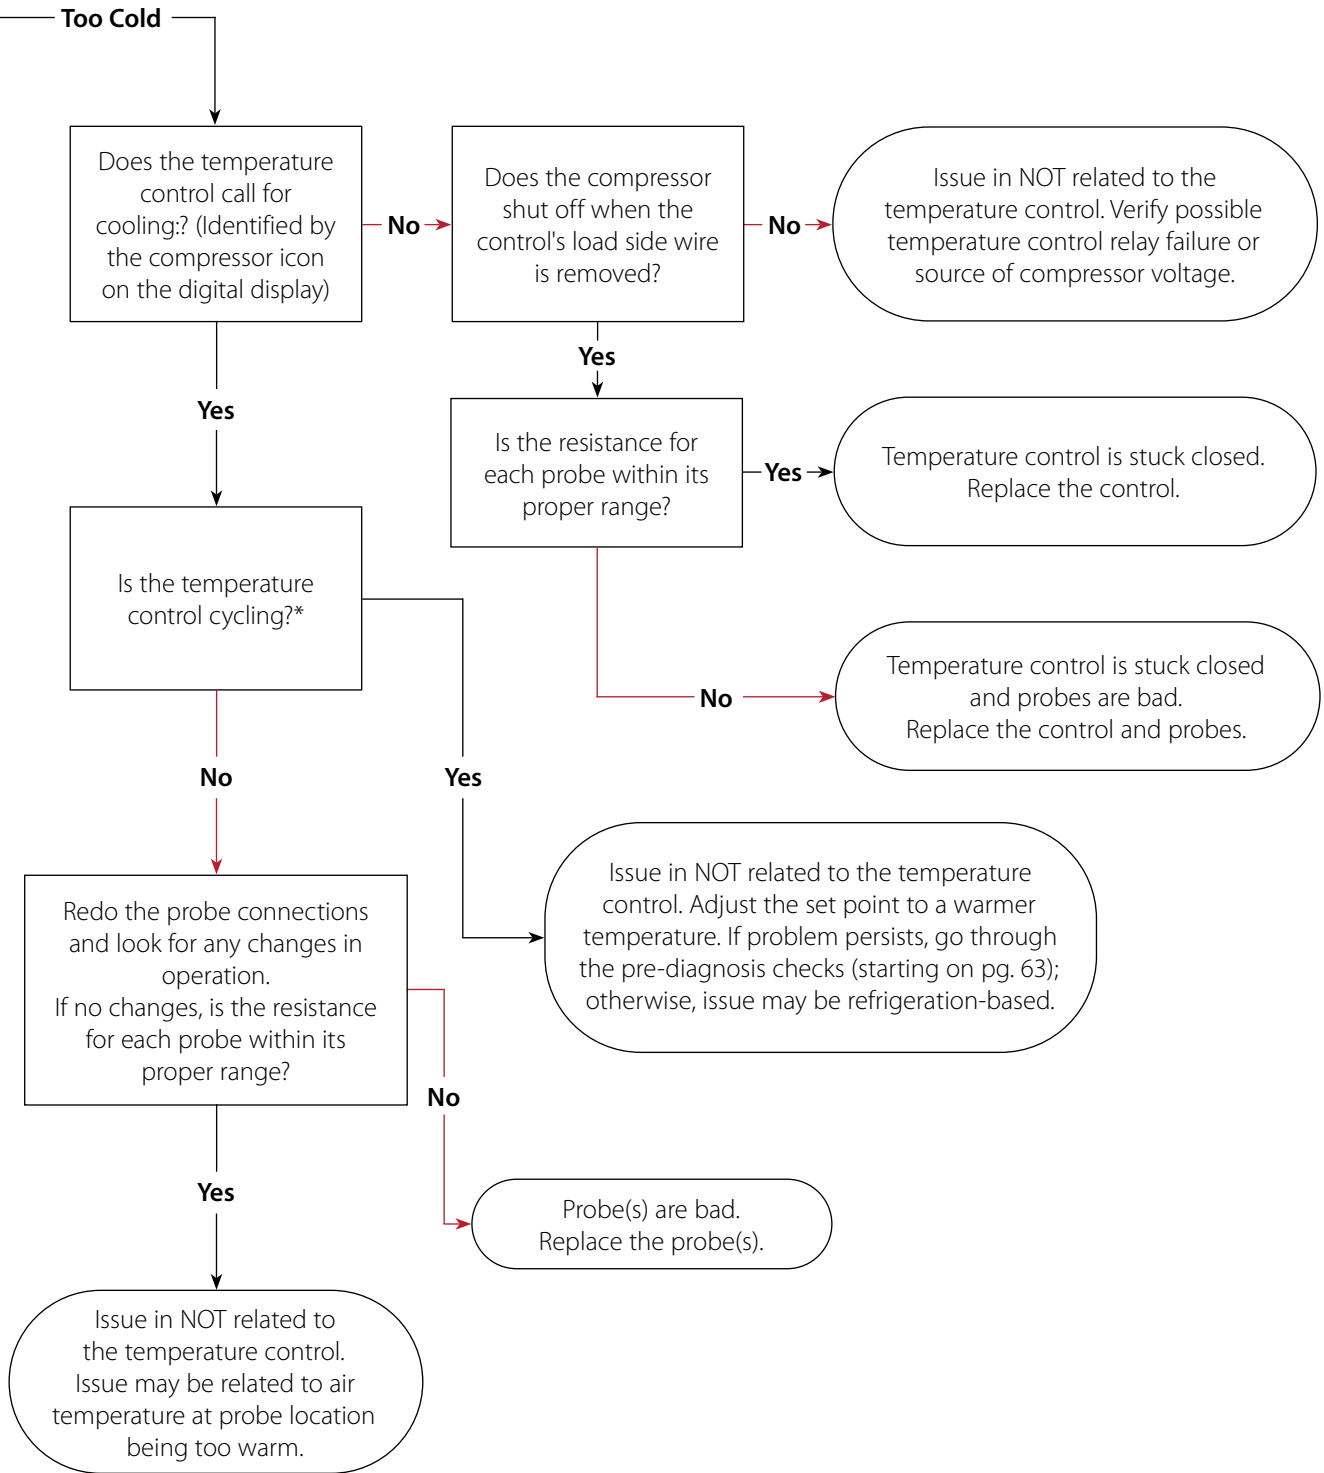 Too Cold
Does the temperature
control call for
cooling:? (Identified by
the compressor icon
on the digital display)
No
Does the compressor
shut off when the
control's load side wire
is removed?
No
Issue in NOT related to the
temperature control. Verify possible
temperature control relay failure or
source of compressor voltage.
Yes
Yes
Is the resistance for
each probe within its
proper range?
Yes
Temperature control is stuck closed.
Replace the control.
Is the temperature
control cycling?*
No
Temperature control is stuck closed
and probes are bad.
Replace the control and probes.
No
Yes
Issue in NOT related to the temperature
control. Adjust the set point to a warmer
temperature. If problem persists, go through
the pre-diagnosis checks (starting on pg. 63);
otherwise, issue may be refrigeration-based.
Redo the probe connections
and look for any changes in
operation.
If no changes, is the resistance
for each probe within its
proper range?
No
Yes
Probe(s) are bad.
Replace the probe(s).
Issue in NOT related to
the temperature control.
Issue may be related to air
temperature at probe location
being too warm.